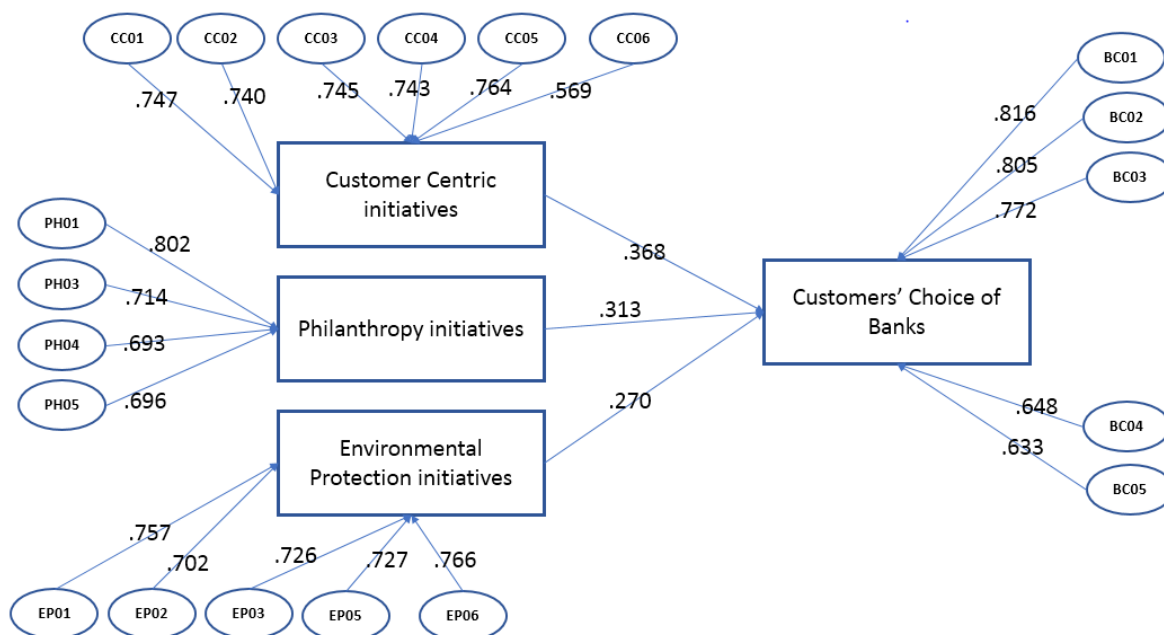 CC01
CC02
CC03
CC04
CC05
CC06
.747
.740
.745
.743
.764
.569
Customer Centric
initiatives
PH01
PH03
PH04
PH05
.802
.714
.693
.696
Philanthropy initiatives
Environmental
Protection initiatives
.757
.702
.726
.727
.766
EP01
EP02
EP03
EP05
EP06
.368
.313
.270
Customers’ Choice of
Banks
BC01
BC02
BC03
.816
.805
.772
.648
.633
BC04
BC05